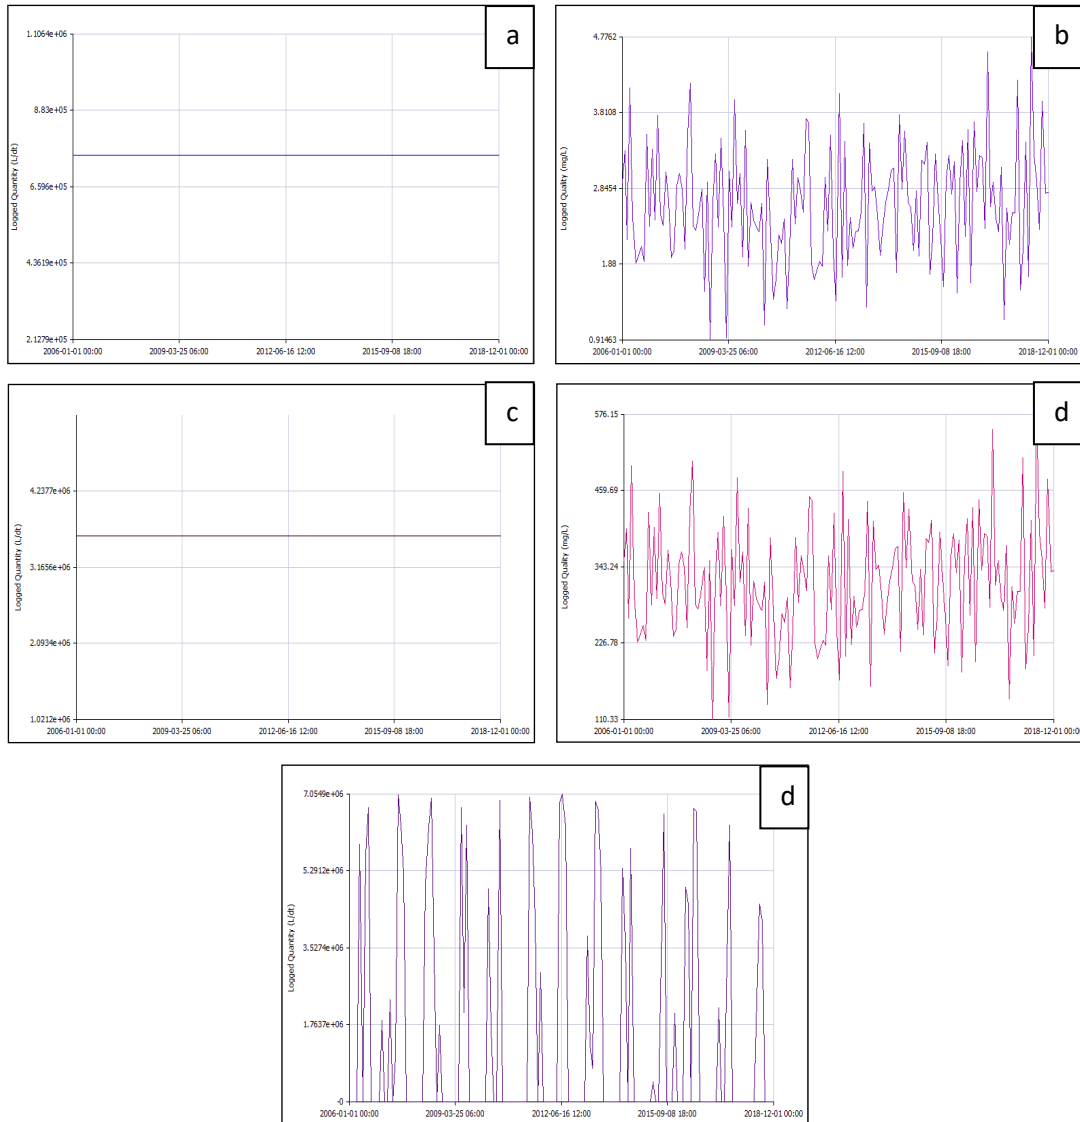 a
1.1064e+06
8.83e+05
6.596e+05
4.3619e+05
2.1279e+05
Logged Quantity (L/dt)
2006-01-01 00:00 2009-03-25 06:00 2012-06-16 12:00 2015-09-08 18:00 2018-12-01 00:00
b
4.7762
3.8108
2.8454
1.88
0.91463
Logged Quality (mg/L)
2006-01-01 00:00 2009-03-25 06:00 2012-06-16 12:00 2015-09-08 18:00 2018-12-01 00:00
c
4.2377e+06
3.1656e+06
2.0934e+06
1.0212e+06
Logged Quantity (L/dt)
2006-01-01 00:00 2009-03-25 06:00 2012-06-16 12:00 2015-09-08 18:00 2018-12-01 00:00
d
576.15
459.69
343.24
226.78
110.33
Logged Quality (mg/L)
2006-01-01 00:00 2009-03-25 06:00 2012-06-16 12:00 2015-09-08 18:00 2018-12-01 00:00
d
7.0549e+06
5.2912e+06
3.5274e+06
1.7637e+06
-0
Logged Quantity (L/dt)
2006-01-01 00:00 2009-03-25 06:00 2012-06-16 12:00 2015-09-08 18:00 2018-12-01 00:00